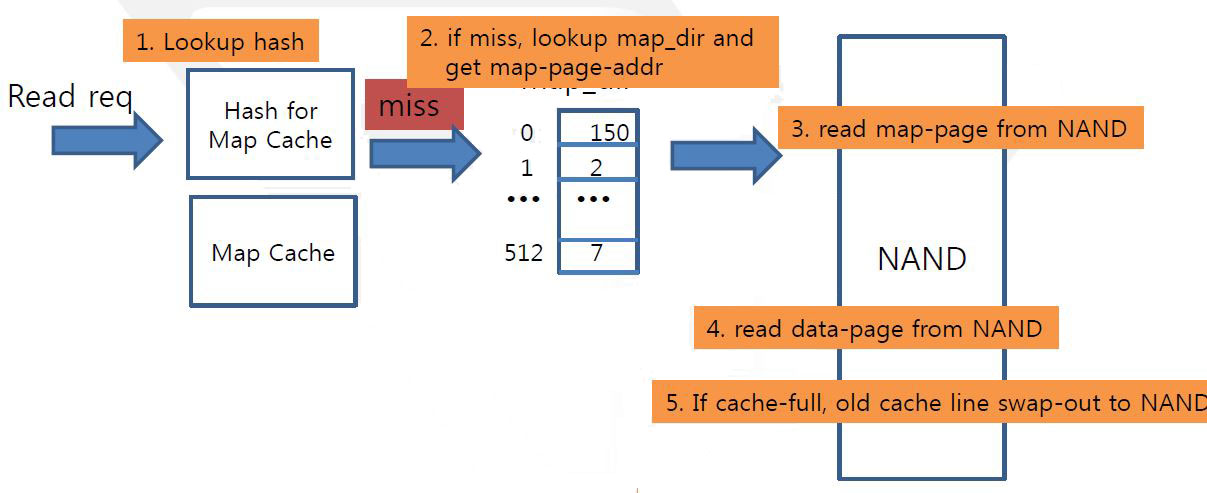 1. Lookup hash
2. if miss, lookup map_dir and
get map-page-addr
Read req
Hash for
Map Cache
miss
0 150
1 2
••• •••
512 7
3. read map-page from NAND
Map Cache
NAND
4. read data-page from NAND
5. If cache-full, old cache line swap-out to NAND